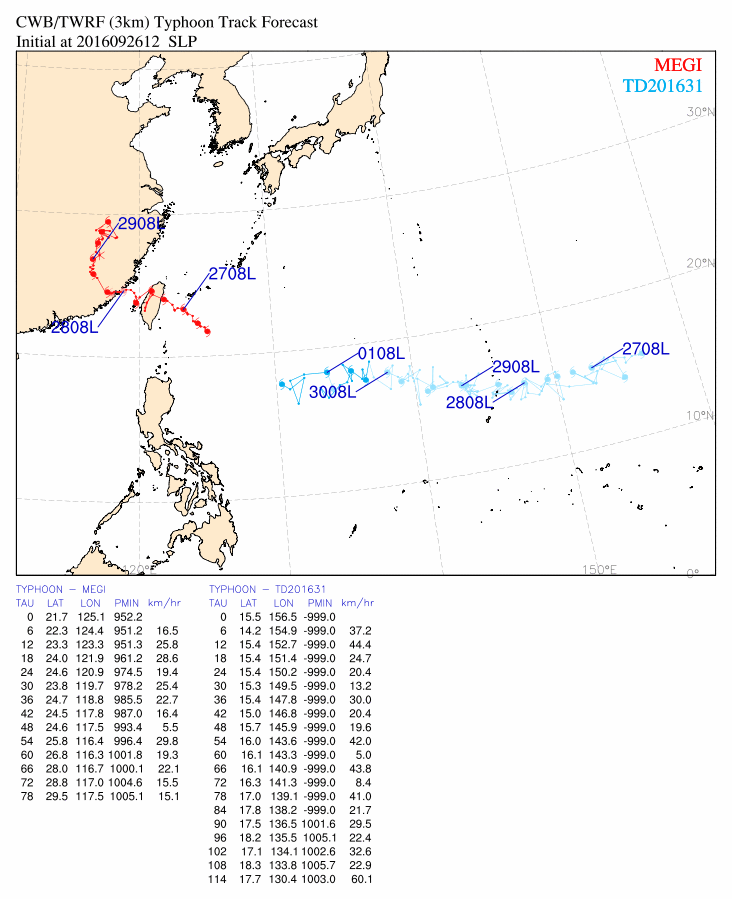 CWB/TWRF (3km) Typhoon Track Forecast
Initial at 2016092612 SLP
MEGI
TD201631
30°N
2908L
20°N
2708L
2808L
0108L
2908L
2708L
3008L
2808L
10°N
120°E
150°E
0°
TYPHOON – MEGI TYPHOON – TD201631
TAU LAT LON PMIN km/hr TAU LAT LON PMIN km/hr
0 21.7 125.1 952.2 0 15.5 156.5 -999.0
6 22.3 124.4 951.2 16.5 6 14.2 154.9 -999.0 37.2
12 23.3 123.3 951.3 25.8 12 15.4 152.7 -999.0 44.4
18 24.0 121.9 961.2 28.6 18 15.4 151.4 -999.0 24.7
24 24.6 120.9 974.5 19.4 24 15.4 150.2 -999.0 20.4
30 23.8 119.7 978.2 25.4 30 15.3 149.5 -999.0 13.2
36 24.7 118.8 985.5 22.7 36 15.4 147.8 -999.0 30.0
42 24.5 117.8 987.0 16.4 42 15.0 146.8 -999.0 20.4
48 24.6 117.5 993.4 5.5 48 15.7 145.9 -999.0 19.6
54 25.8 116.4 996.4 29.8 54 16.0 143.6 -999.0 42.0
60 26.8 116.3 1001.8 19.3 60 16.1 143.3 -999.0 5.0
66 28.0 116.7 1000.1 22.1 66 16.1 140.9 -999.0 43.8
72 28.8 117.0 1004.6 15.5 72 16.3 141.3 -999.0 8.4
78 29.5 117.5 1005.1 15.1 78 17.0 139.1 -999.0 41.0
84 17.8 138.2 -999.0 21.7
90 17.5 136.5 1001.6 29.5
96 18.2 135.5 1005.1 22.4
102 17.1 134.1 1002.6 32.6
108 18.3 133.8 1005.7 22.9
114 17.7 130.4 1003.0 60.1